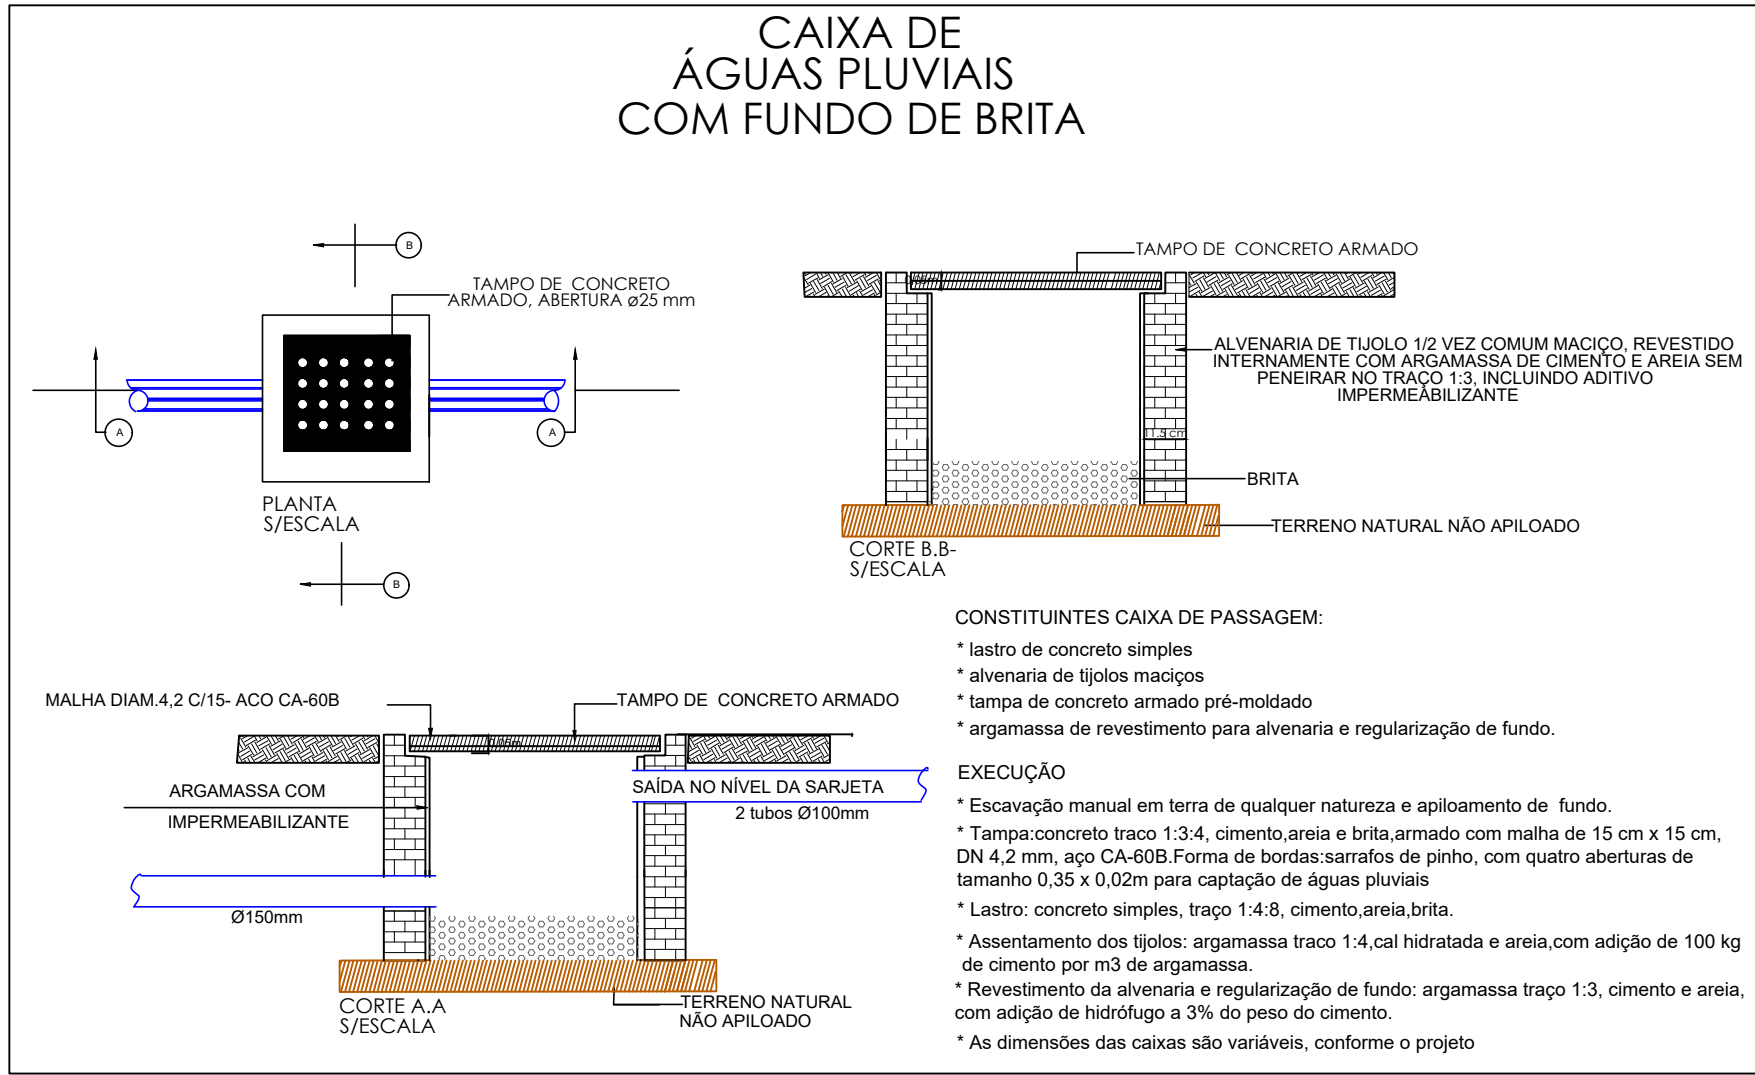 CAIXA DE
ÁGUAS PLUVIAIS
COM FUNDO DE BRITA
B
TAMPO DE CONCRETO
ARMADO, ABERTURA ø25 mm
A
A
PLANTA
S/ESCALA
B
TAMPO DE CONCRETO ARMADO
0.05m
ALVENARIA DE TIJOLO 1/2 VEZ COMUM MACIÇO, REVESTIDO
INTERNAMENTE COM ARGAMASSA DE CIMENTO E AREIA SEM
PENEIRAR NO TRAÇO 1:3, INCLUINDO ADITIVO
IMPERMEABILIZANTE
11.5 cm
BRITA
TERRENO NATURAL NÃO APILOADO
CORTE B.B-
S/ESCALA
MALHA DIAM.4,2 C/15- ACO CA-60B
TAMPO DE CONCRETO ARMADO
0.05m
ARGAMASSA COM
IMPERMEABILIZANTE
SAÍDA NO NÍVEL DA SARJETA
2 tubos Ø100mm
Ø150mm
CORTE A.A
S/ESCALA
TERRENO NATURAL
NÃO APILOADO
CONSTITUINTES CAIXA DE PASSAGEM:
* lastro de concreto simples
* alvenaria de tijolos maciços
* tampa de concreto armado pré-moldado
* argamassa de revestimento para alvenaria e regularização de fundo.
EXECUÇÃO
* Escavação manual em terra de qualquer natureza e apiloamento de fundo.
* Tampa:concreto traco 1:3:4, cimento,areia e brita,armado com malha de 15 cm x 15 cm,
DN 4,2 mm, aço CA-60B.Forma de bordas:sarrafos de pinho, com quatro aberturas de
tamanho 0,35 x 0,02m para captação de águas pluviais
* Lastro: concreto simples, traço 1:4:8, cimento,areia,brita.
* Assentamento dos tijolos: argamassa traco 1:4,cal hidratada e areia,com adição de 100 kg
de cimento por m3 de argamassa.
* Revestimento da alvenaria e regularização de fundo: argamassa traço 1:3, cimento e areia,
com adição de hidrófugo a 3% do peso do cimento.
* As dimensões das caixas são variáveis, conforme o projeto